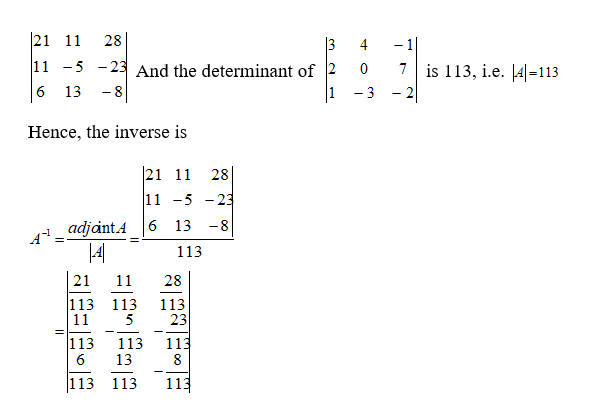 |21 11 28|
|11 −5 −23| And the determinant of |3 4 −1|
|6 13 −8| |2 0 7| is 113, i.e. |A|=113
|1 −3 −2|
Hence, the inverse is
|21 11 28|
|11 −5 −23|
A⁻¹ = adjointA / |A| = |6 13 −8|
113
= |21/113 11/113 28/113|
|11/113 −5/113 −23/113|
|6/113 13/113 −8/113|